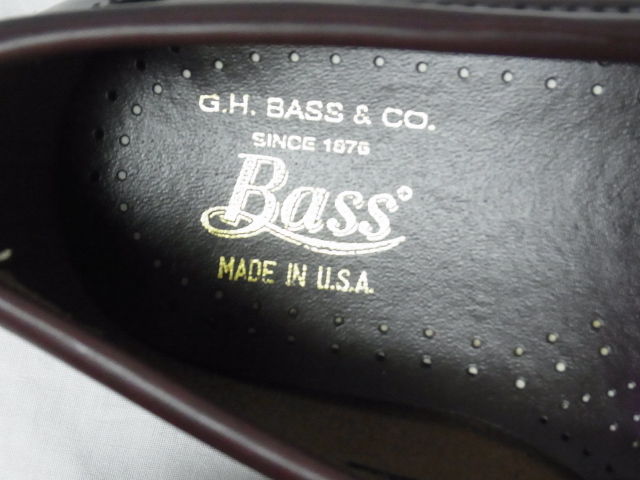 G.H. BASS & CO.
SINCE 1876
Bass
MADE IN U.S.A.